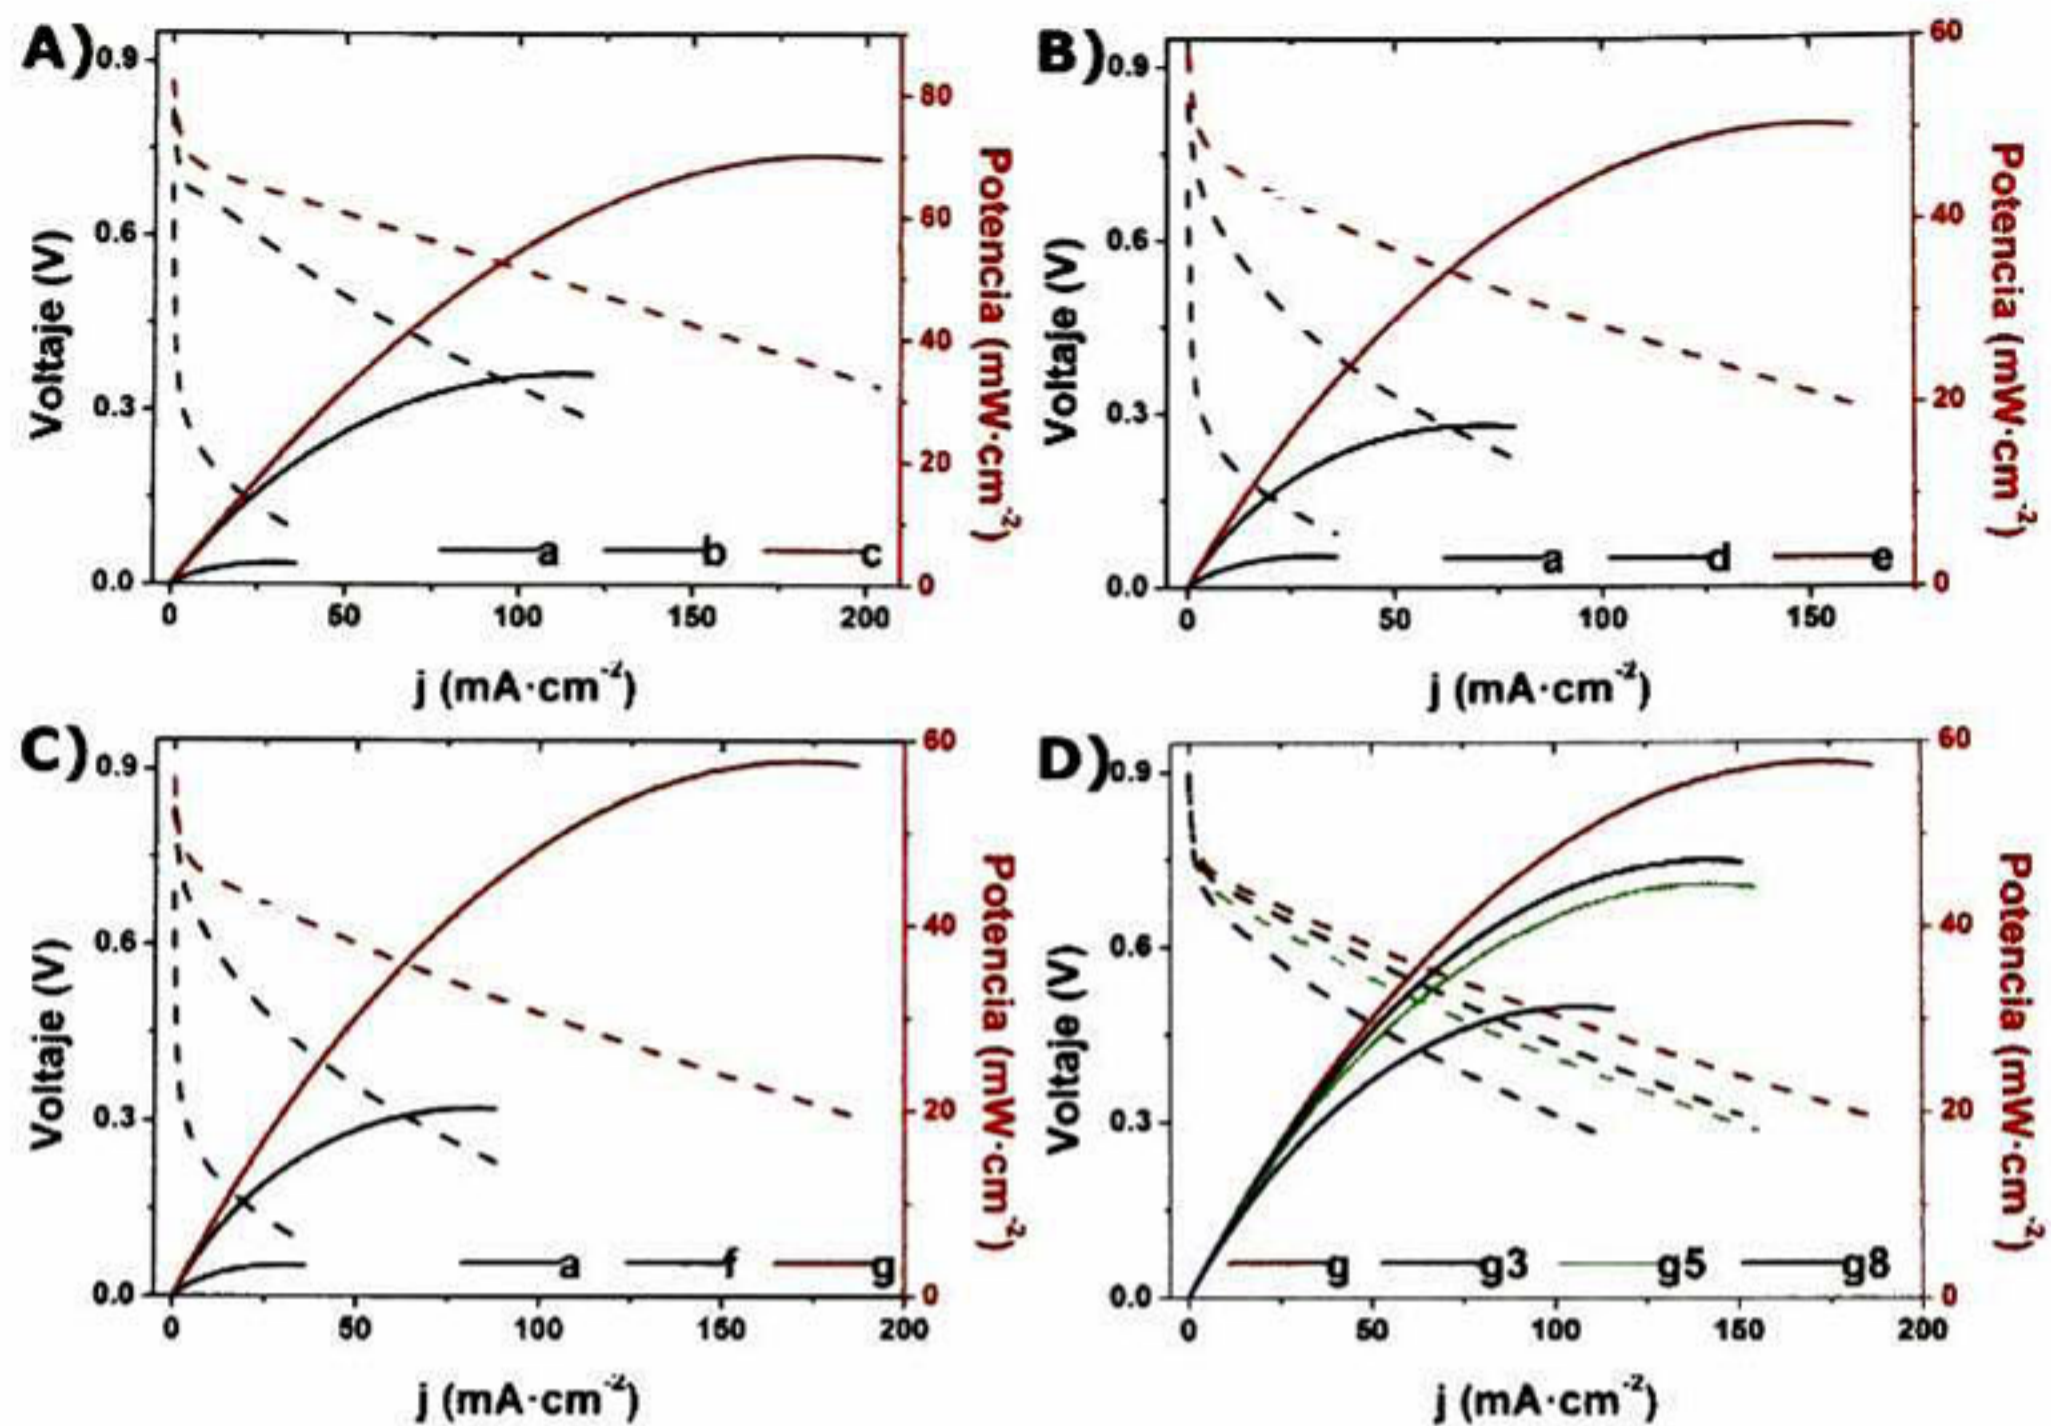 A)
0.9
0.6
0.3
0.0
Voltaje (V)
80
60
40
20
0
Potencia (mW·cm⁻²)
a b c
0 50 100 150 200
j (mA·cm⁻²)
B)
0.9
0.6
0.3
0.0
Voltaje (V)
60
40
20
0
Potencia (mW·cm⁻²)
a d e
0 50 100 150
j (mA·cm⁻²)
C)
0.9
0.6
0.3
0.0
Voltaje (V)
60
40
20
0
Potencia (mW·cm⁻²)
a f g
0 50 100 150 200
j (mA·cm⁻²)
D)
0.9
0.6
0.3
0.0
Voltaje (V)
60
40
20
0
Potencia (mW·cm⁻²)
g g3 g5 g8
0 50 100 150 200
j (mA·cm⁻²)